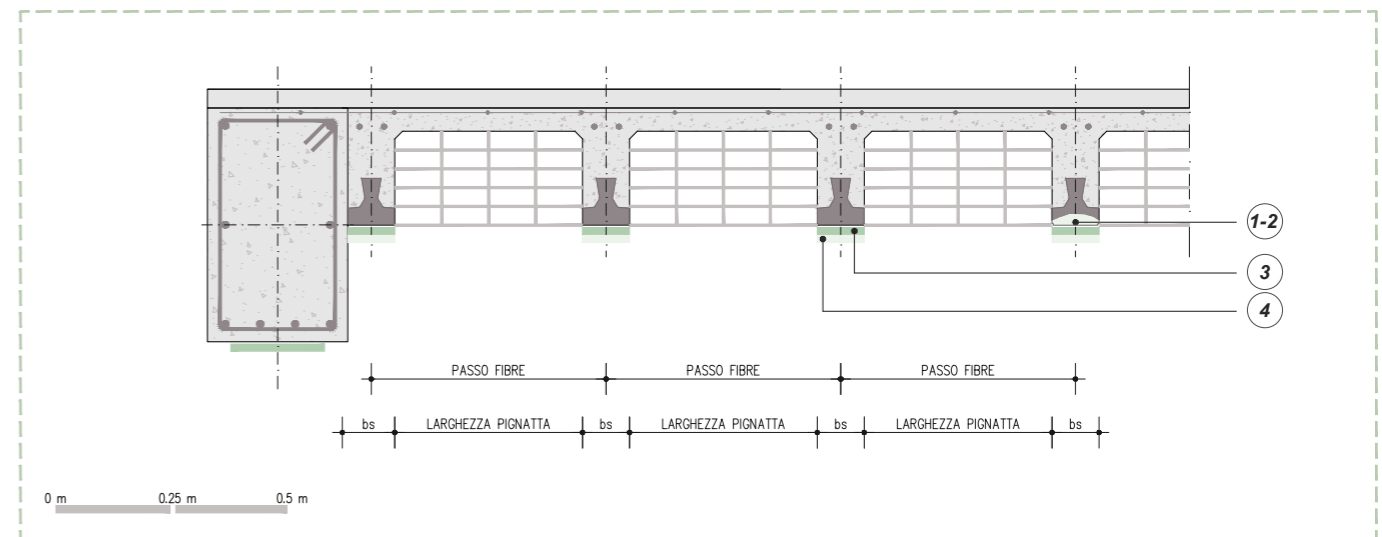 1-2
3
4
PASSO FIBRE PASSO FIBRE PASSO FIBRE
bs LARGHEZZA PIGNATTA bs LARGHEZZA PIGNATTA bs LARGHEZZA PIGNATTA bs
0 m 0.25 m 0.5 m